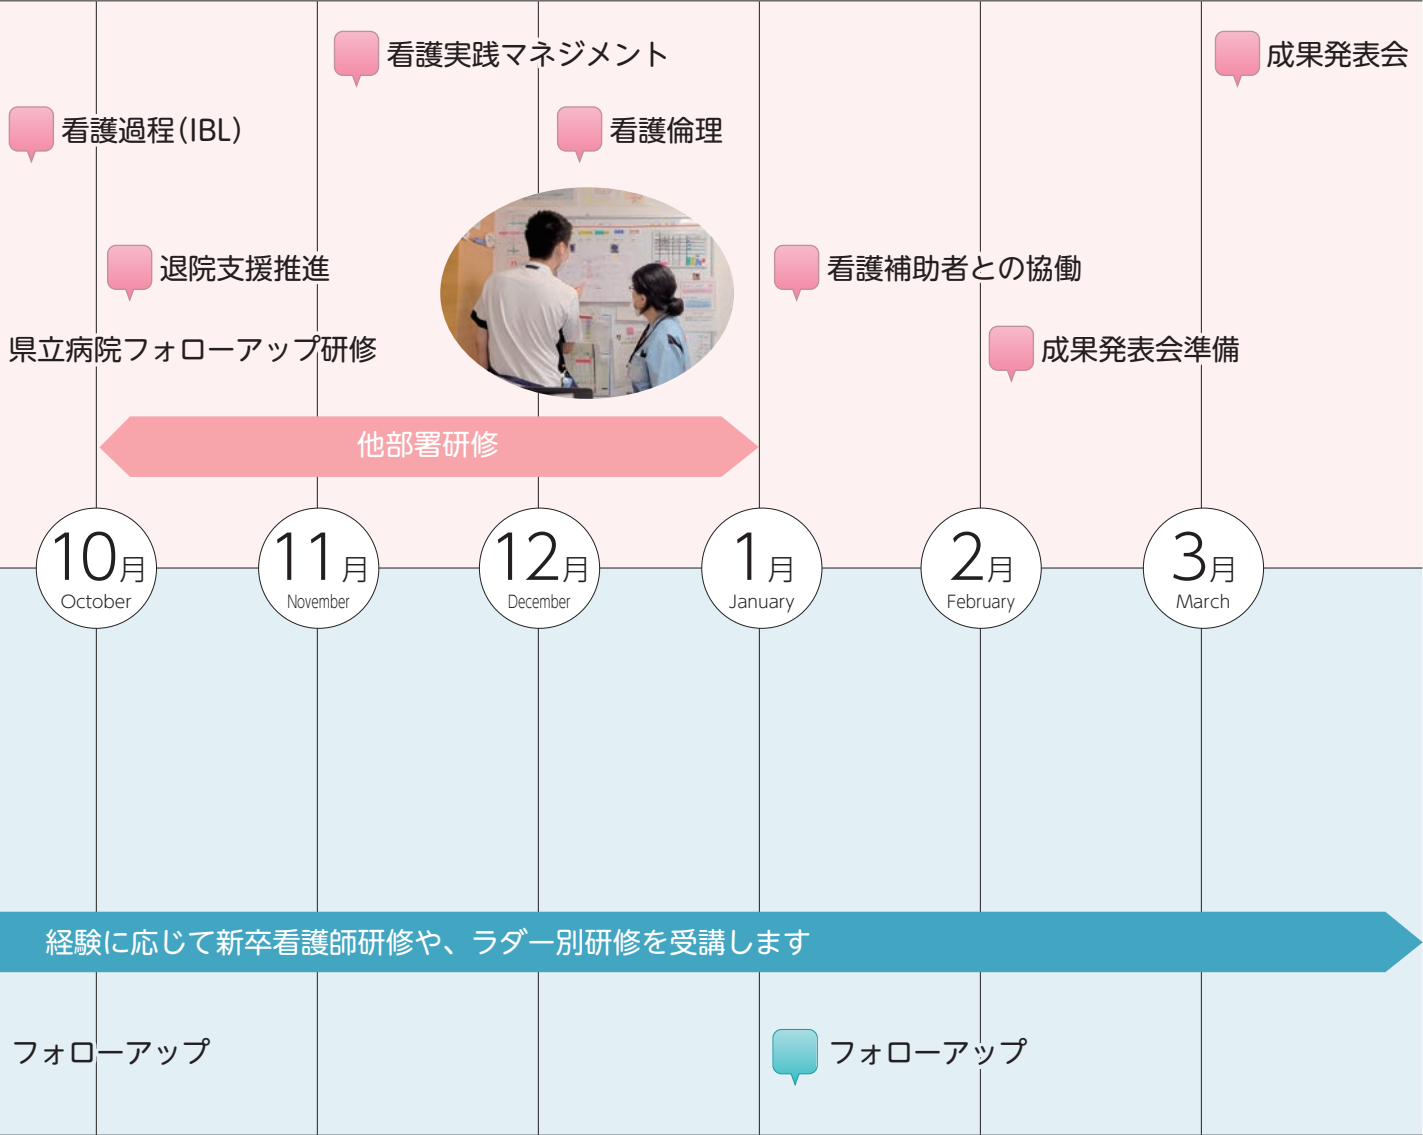 看護実践マネジメント
成果発表会
看護過程(IBL)
看護倫理
退院支援推進
看護補助者との協働
県立病院フォローアップ研修
成果発表会準備
他部署研修
10月
October
11月
November
12月
December
1月
January
2月
February
3月
March
経験に応じて新卒看護師研修や、ラダー別研修を受講します
フォローアップ
フォローアップ